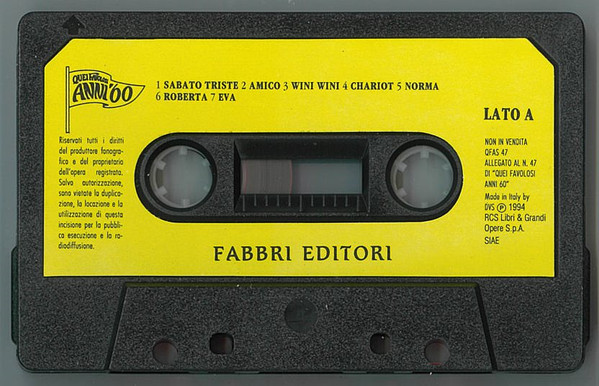 QUEI FAVOLOSI
ANNI '60
1 SABATO TRISTE 2 AMICO 3 WINI WINI 4 CHARIOT 5 NORMA
6 ROBERTA 7 EVA
LATO A
Riservati tutti i diritti
del produttore fonogra-
fico e del proprietario
dell'opera registrata.
Salvo autorizzazione,
sono vietate la duplica-
zione, la locazione e la
utilizzazione di questa
incisione per la pubbli-
ca esecuzione e la ra-
diodiffusione.
NON IN VENDITA
QFAS 47
ALLEGATO AL N. 47
DI "QUEI FAVOLOSI
ANNI 60"
Made in Italy by
DVS ℗ 1994
RCS Libri & Grandi
Opere S.p.A.
SIAE
FABBRI EDITORI